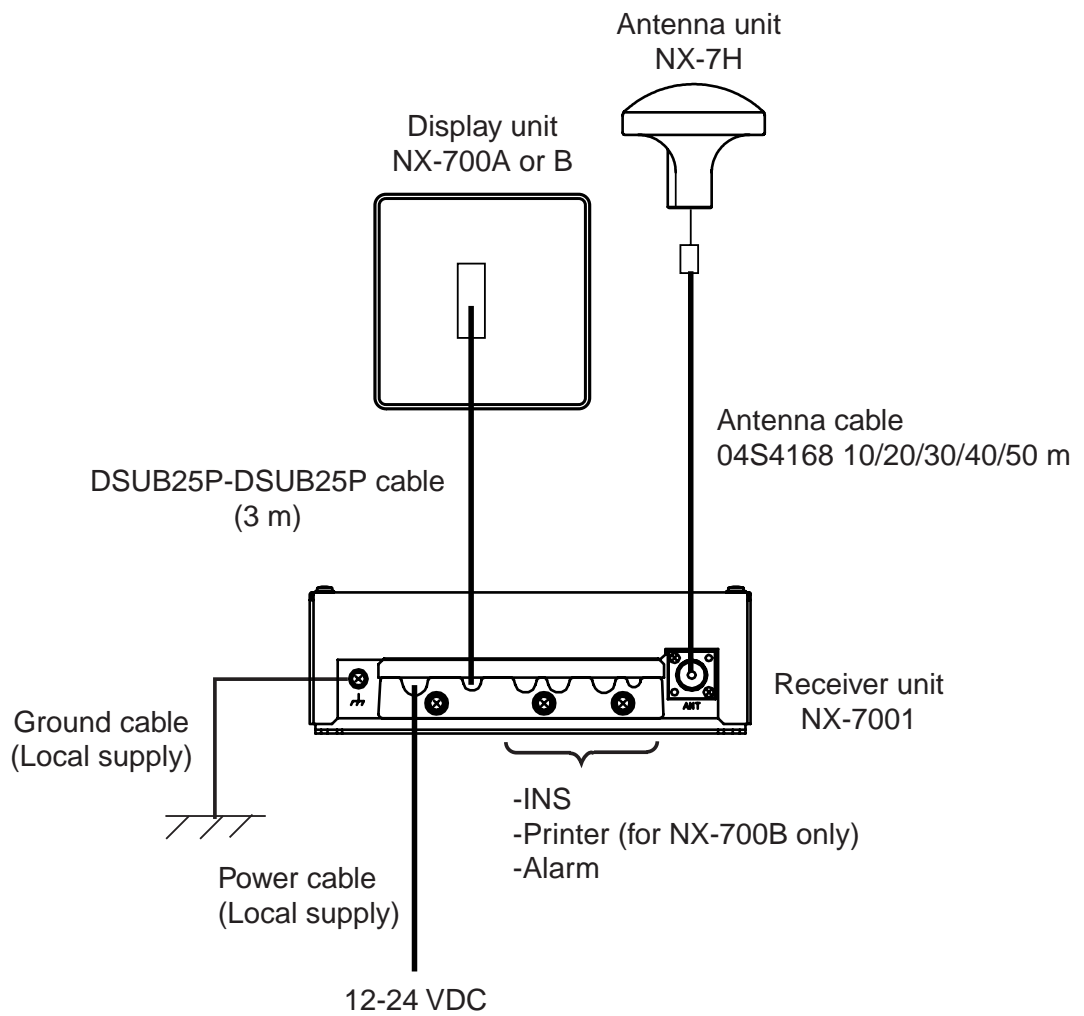 Antenna unit
NX-7H
Display unit
NX-700A or B
Antenna cable
04S4168 10/20/30/40/50 m
DSUB25P-DSUB25P cable
(3 m)
Receiver unit
NX-7001
ANT
Ground cable
(Local supply)
-INS
-Printer (for NX-700B only)
-Alarm
Power cable
(Local supply)
12-24 VDC